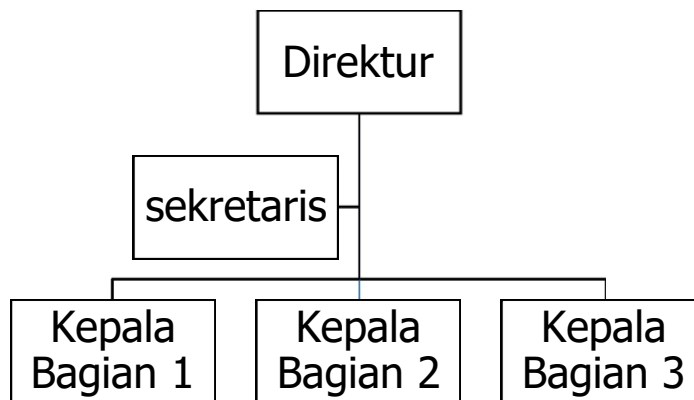 Direktur
sekretaris
Kepala
Bagian 1
Kepala
Bagian 2
Kepala
Bagian 3